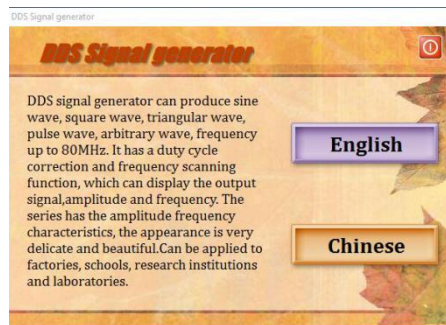 DDS Signal generator
DDS Signal generator
DDS signal generator can produce sine
wave, square wave, triangular wave,
pulse wave, arbitrary wave, frequency
up to 80MHz. It has a duty cycle
correction and frequency scanning
function, which can display the output
signal,amplitude and frequency. The
series has the amplitude frequency
characteristics, the appearance is very
delicate and beautiful.Can be applied to
factories, schools, research institutions
and laboratories.
English
Chinese